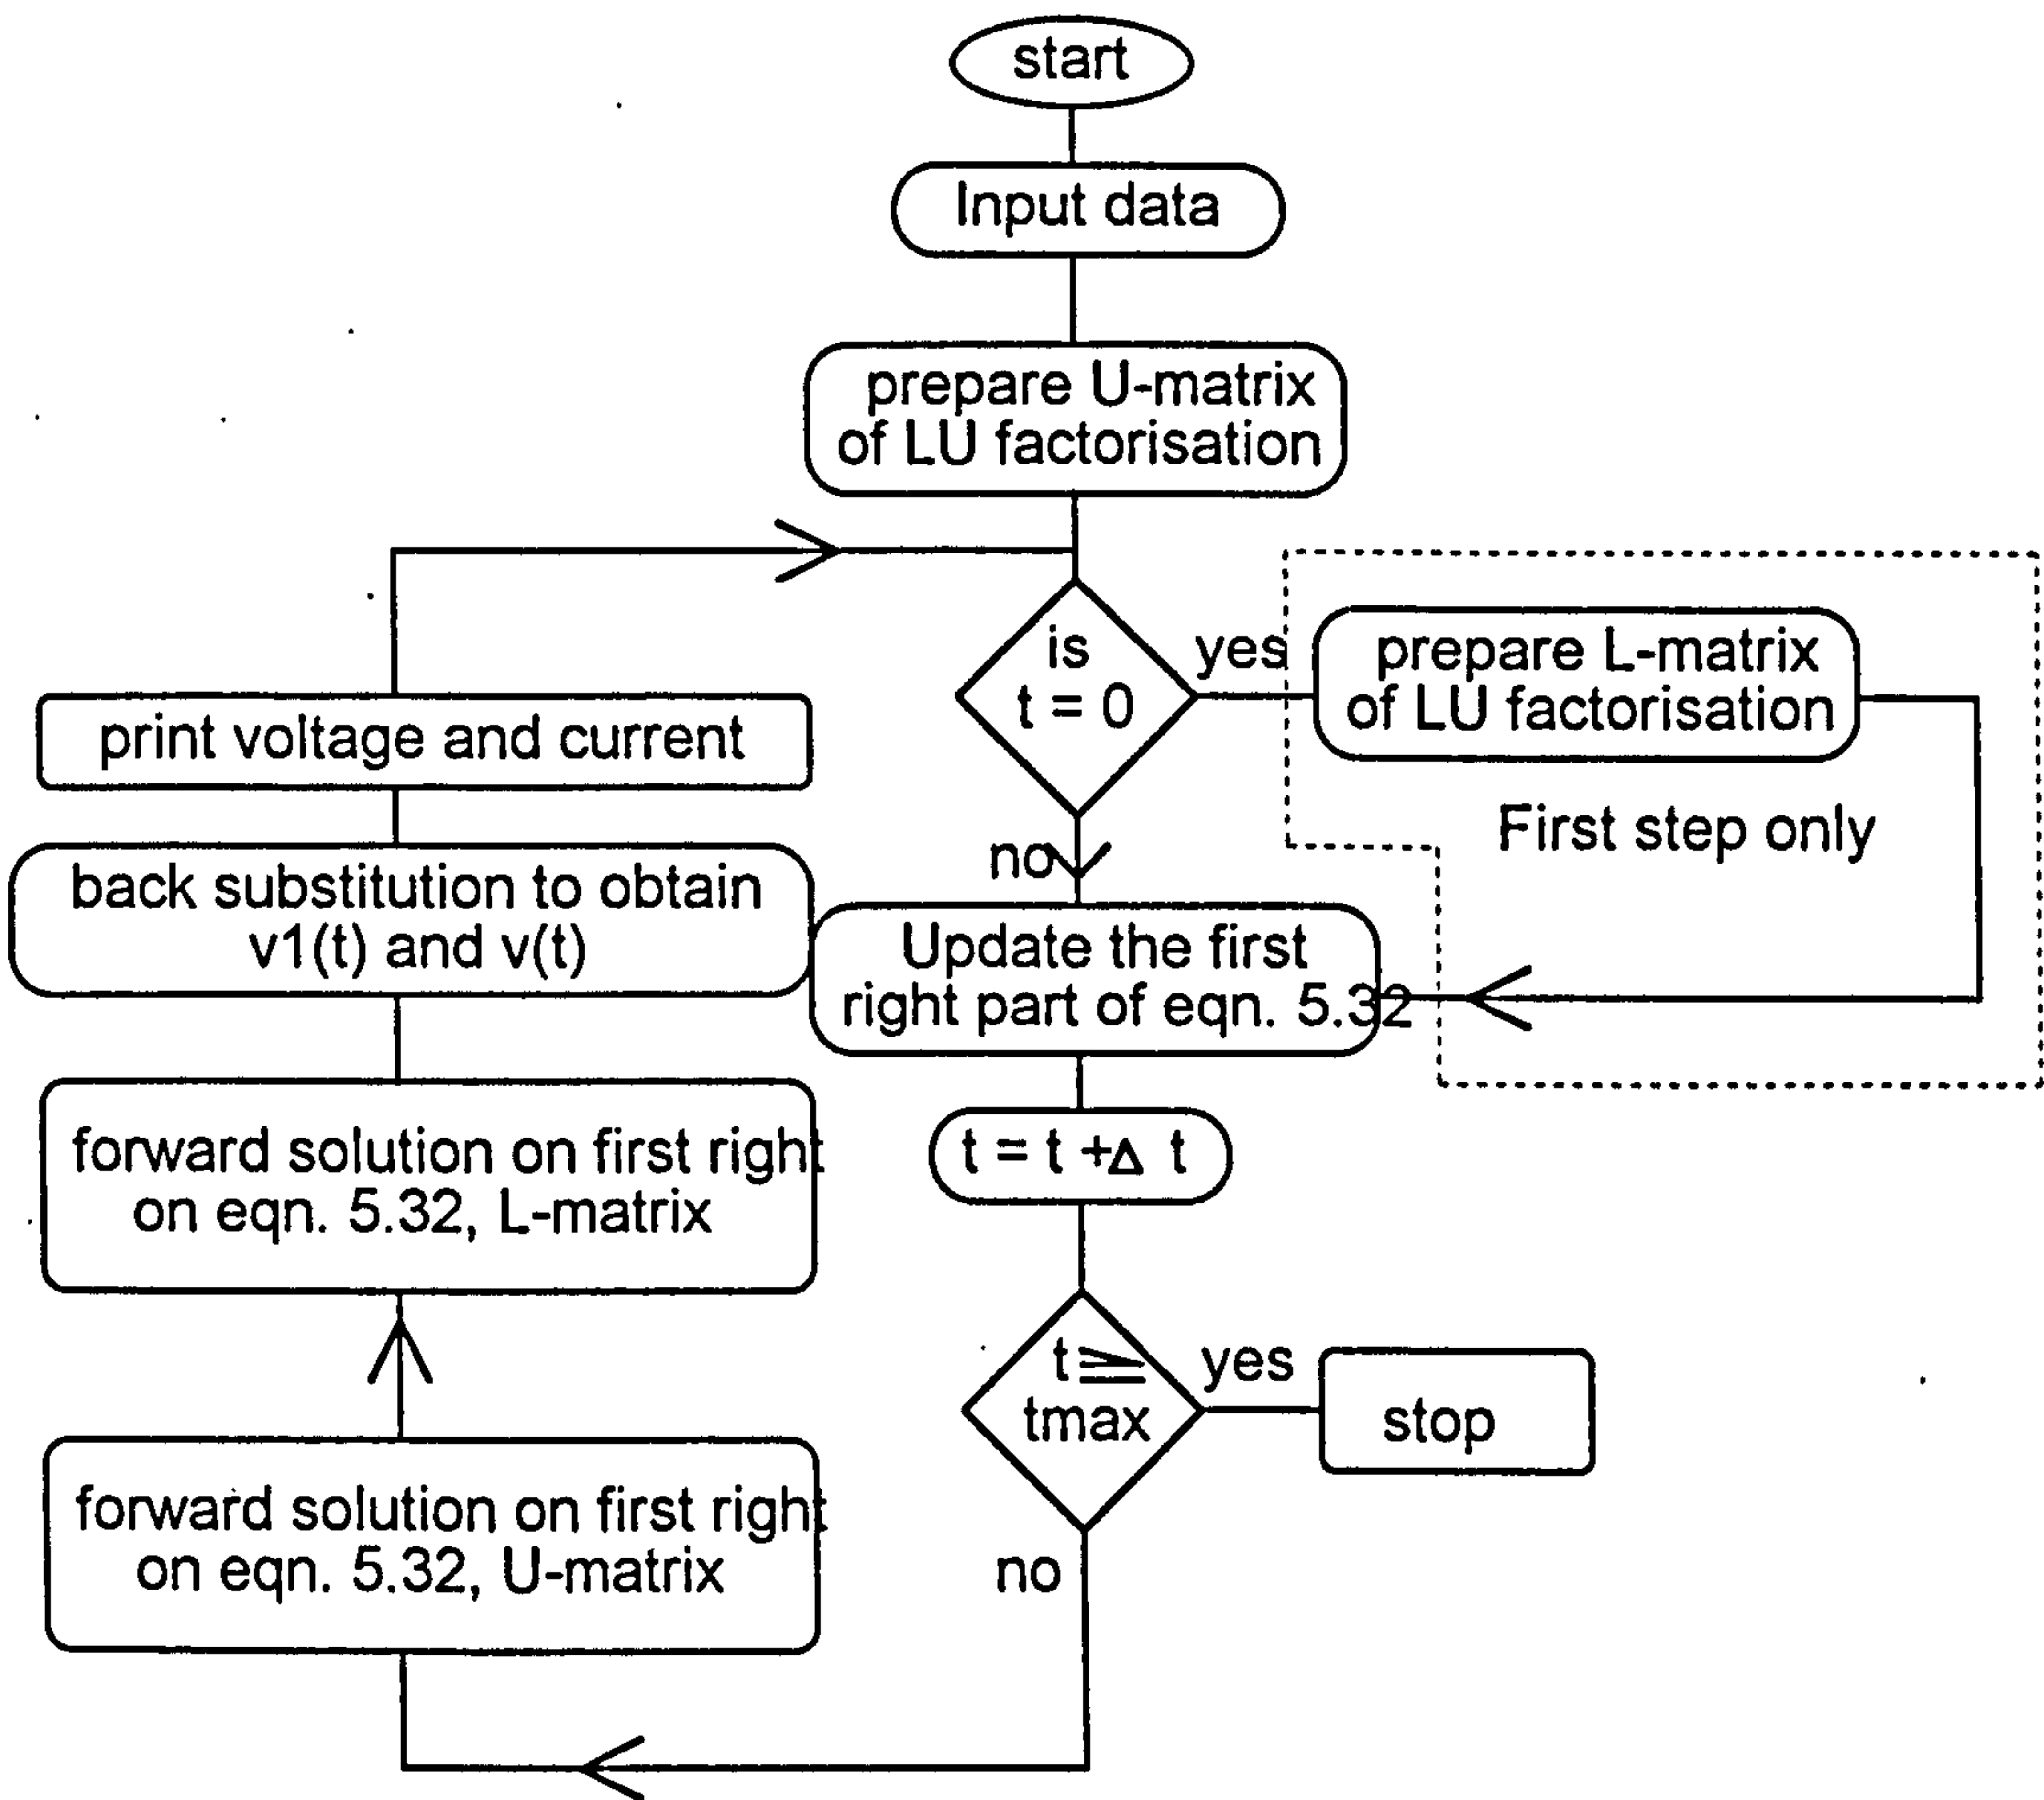 start
Input data
prepare U-matrix
of LU factorisation
is
t = 0
yes
prepare L-matrix
of LU factorisation
First step only
no
Update the first
right part of eqn. 5.32
t = t +Δ t
t ≧
tmax
yes
stop
no
forward solution on first right
on eqn. 5.32, U-matrix
forward solution on first right
on eqn. 5.32, L-matrix
back substitution to obtain
v1(t) and v(t)
print voltage and current